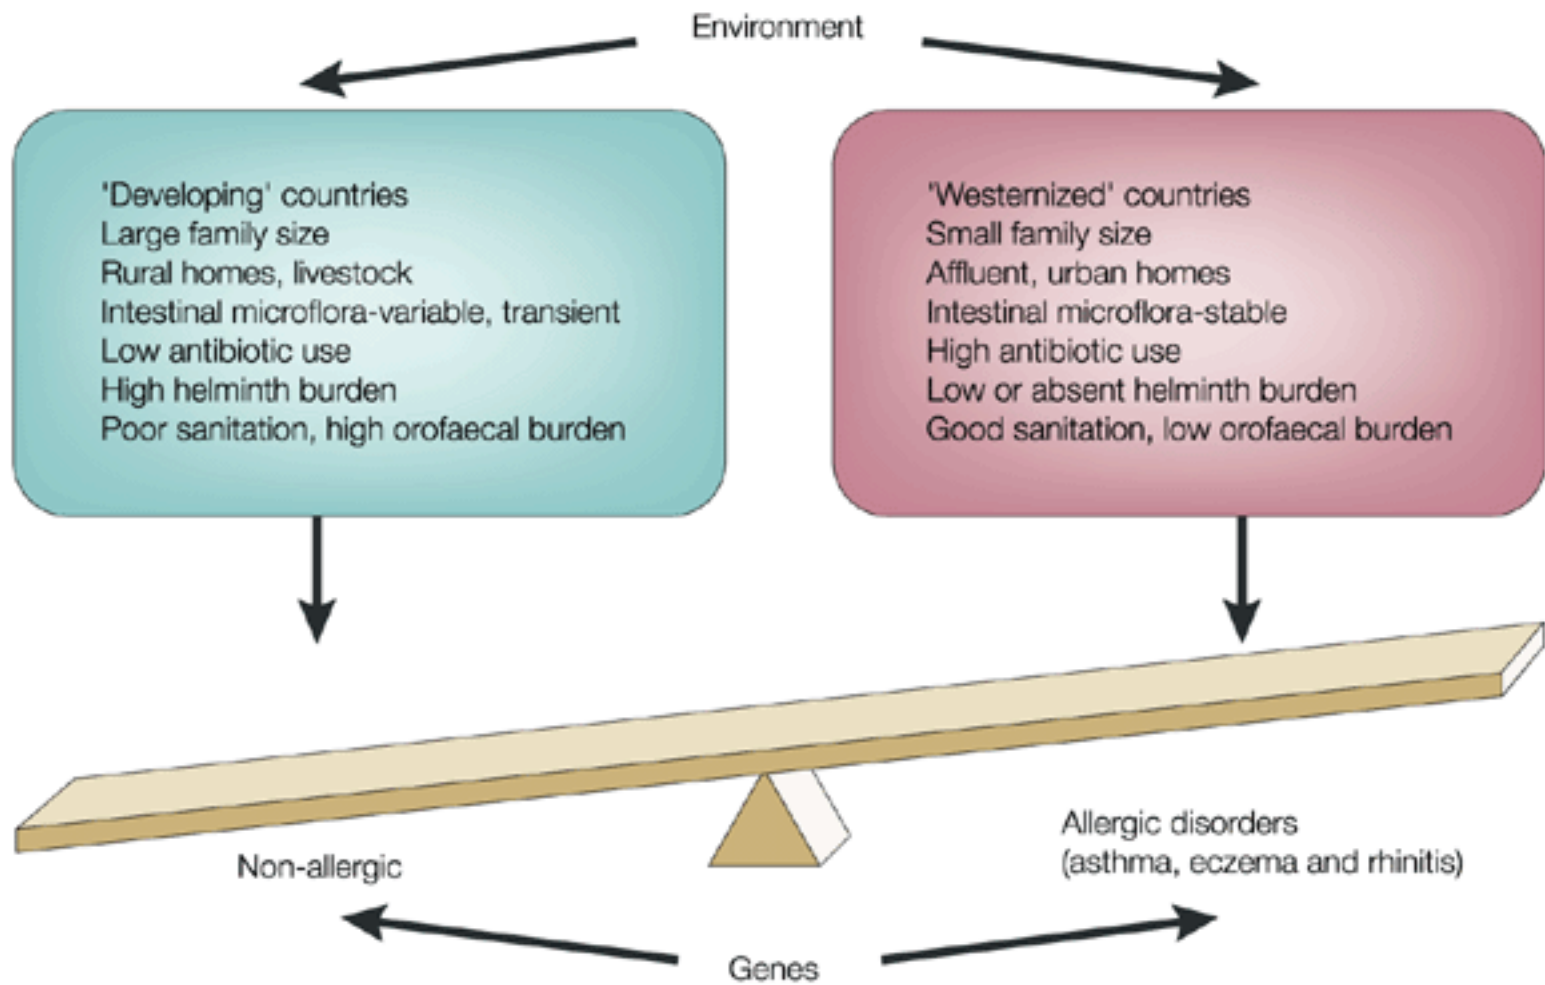 Environment
'Developing' countries
Large family size
Rural homes, livestock
Intestinal microflora-variable, transient
Low antibiotic use
High helminth burden
Poor sanitation, high orofaecal burden
'Westernized' countries
Small family size
Affluent, urban homes
Intestinal microflora-stable
High antibiotic use
Low or absent helminth burden
Good sanitation, low orofaecal burden
Non-allergic
Allergic disorders
(asthma, eczema and rhinitis)
Genes